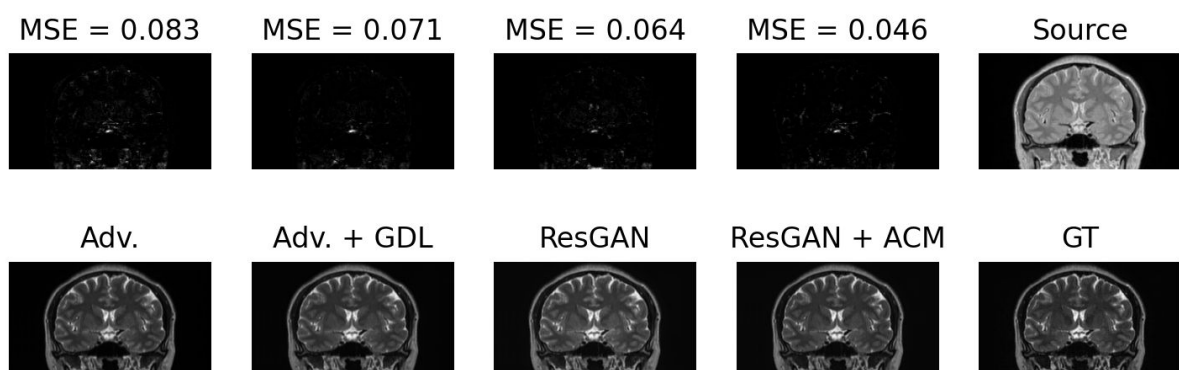 MSE = 0.083 MSE = 0.071 MSE = 0.064 MSE = 0.046 Source
Adv. Adv. + GDL ResGAN ResGAN + ACM GT